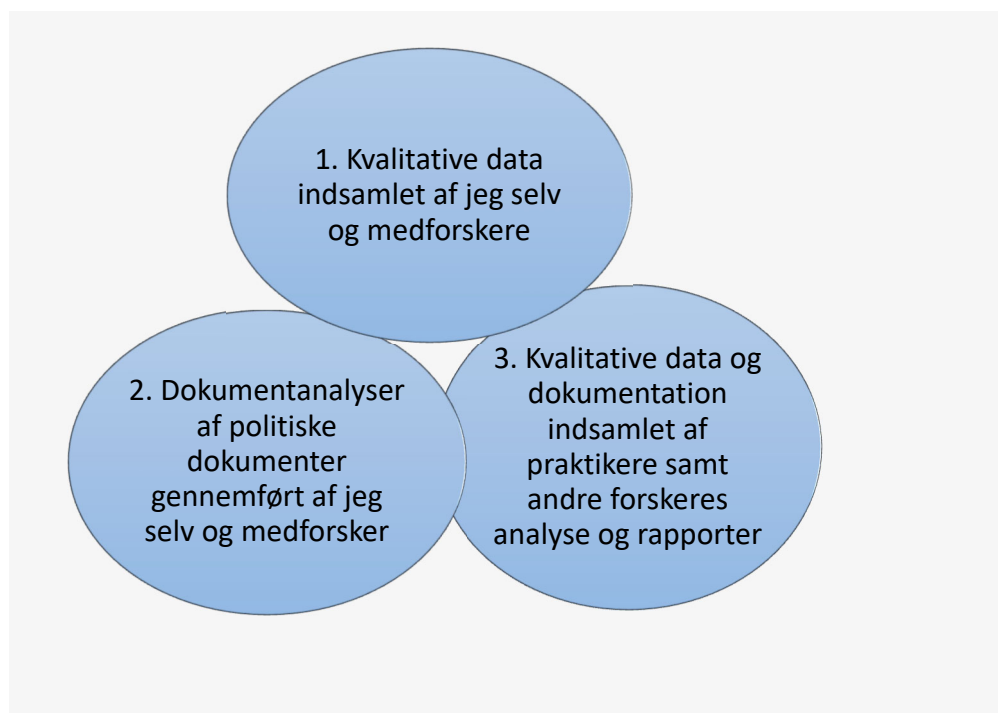 1. Kvalitative data
indsamlet af jeg selv
og medforskere
2. Dokumentanalyser
af politiske
dokumenter
gennemført af jeg
selv og medforsker
3. Kvalitative data og
dokumentation
indsamlet af
praktikere samt
andre forskeres
analyse og rapporter